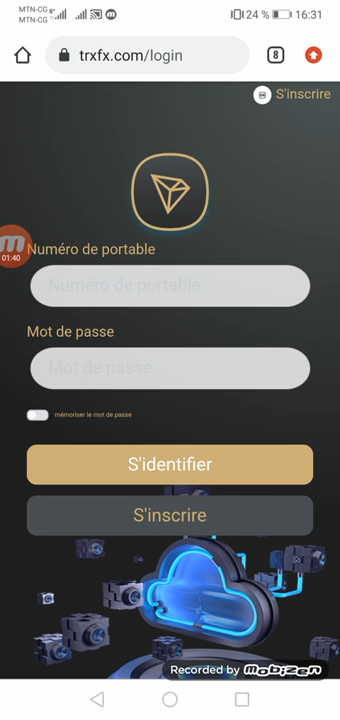 MTN-CG
MTN-CG
24 % 16:31
trxfx.com/login
8
S'inscrire
01:40
Numéro de portable
Numéro de portable
Mot de passe
Mot de passe
mémoriser le mot de passe
S'identifier
S'inscrire
Recorded by MOBIZEN